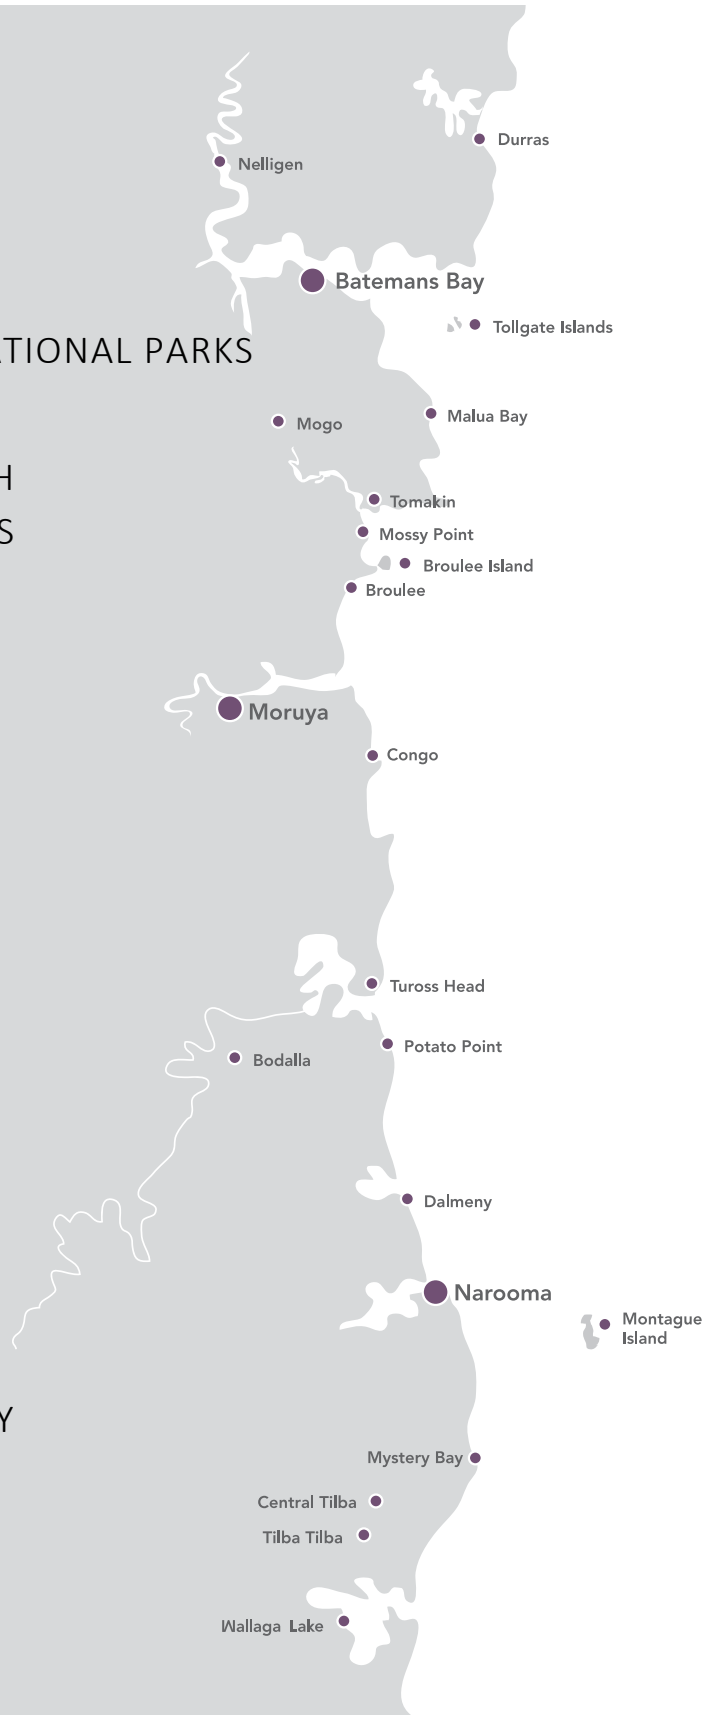 Durras
Nelligen
Batemans Bay
Tollgate Islands
ATIONAL PARKS
Malua Bay
Mogo
H
Tomakin
S
Mossy Point
Broulee Island
Broulee
Moruya
Congo
Tuross Head
Potato Point
Bodalla
Dalmeny
Narooma
Montague
Island
Y
Mystery Bay
Central Tilba
Tilba Tilba
Wallaga Lake